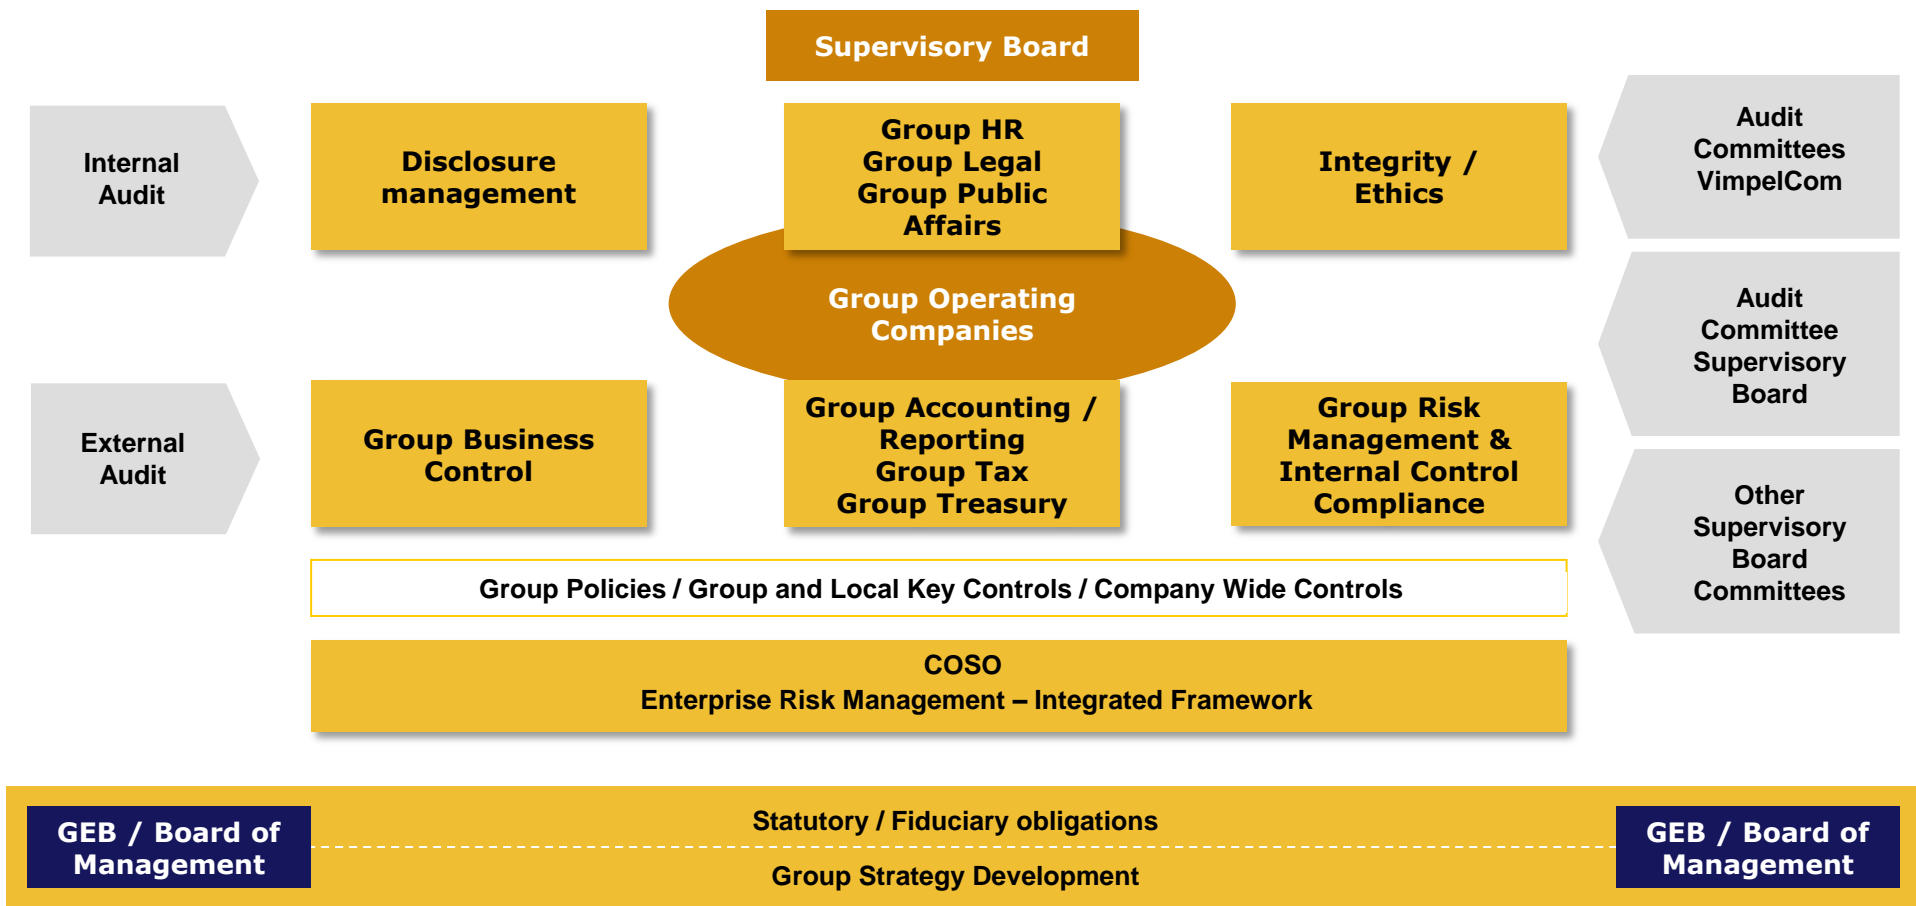 Supervisory Board
Internal
Audit
Disclosure
management
Group HR
Group Legal
Group Public
Affairs
Integrity /
Ethics
Audit
Committees
VimpelCom
Group Operating
Companies
Audit
Committee
Supervisory
Board
External
Audit
Group Business
Control
Group Accounting /
Reporting
Group Tax
Group Treasury
Group Risk
Management &
Internal Control
Compliance
Other
Supervisory
Board
Committees
Group Policies / Group and Local Key Controls / Company Wide Controls
COSO
Enterprise Risk Management – Integrated Framework
GEB / Board of
Management
Statutory / Fiduciary obligations
Group Strategy Development
GEB / Board of
Management